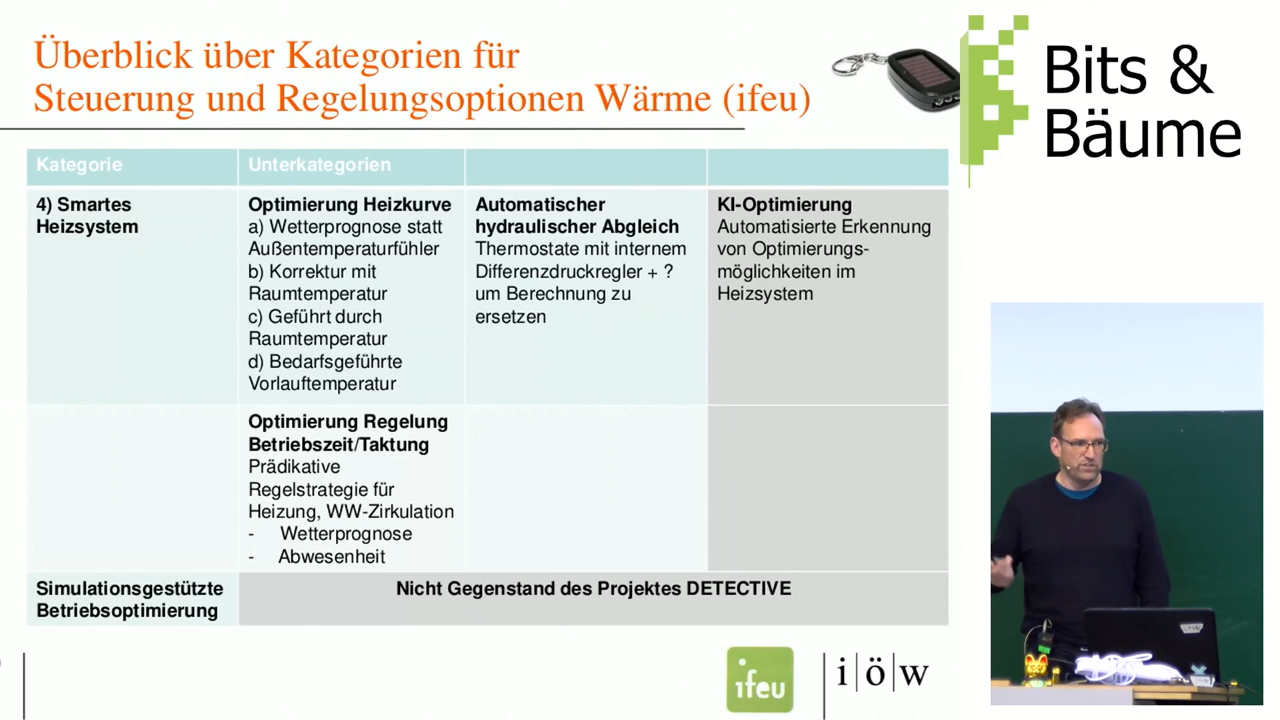 Überblick über Kategorien für
Steuerung und Regelungsoptionen Wärme (ifeu)
Bits &
Bäume
Kategorie
Unterkategorien
4) Smartes
Heizsystem
Optimierung Heizkurve
a) Wetterprognose statt
Außentemperaturfühler
b) Korrektur mit
Raumtemperatur
c) Geführt durch
Raumtemperatur
d) Bedarfsgeführte
Vorlauftemperatur
Automatischer
hydraulischer Abgleich
Thermostate mit internem
Differenzdruckregler + ?
um Berechnung zu
ersetzen
KI-Optimierung
Automatisierte Erkennung
von Optimierungs-
möglichkeiten im
Heizsystem
Optimierung Regelung
Betriebszeit/Taktung
Prädikative
Regelstrategie für
Heizung, WW-Zirkulation
- Wetterprognose
- Abwesenheit
Simulationsgestützte
Betriebsoptimierung
Nicht Gegenstand des Projektes DETECTIVE
ifeu
i|ö|w